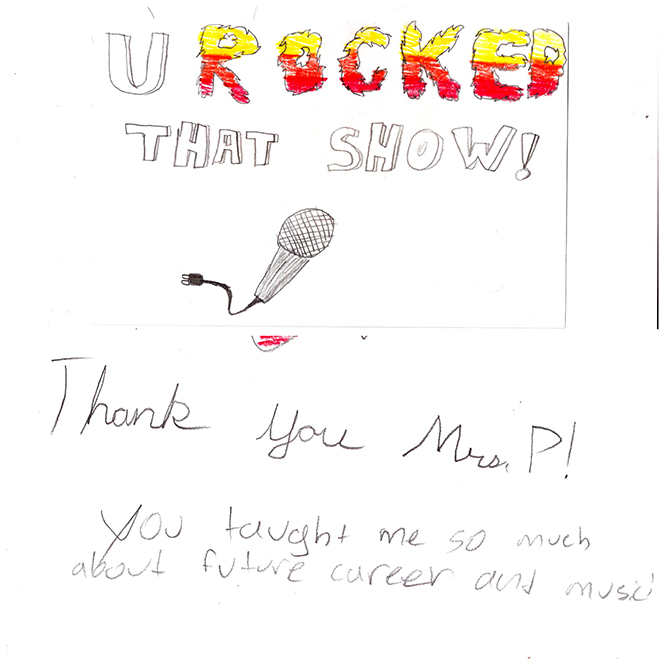 U ROCKED
THAT SHOW!
Thank you Mrs. P!
You taught me so much
about future career and music